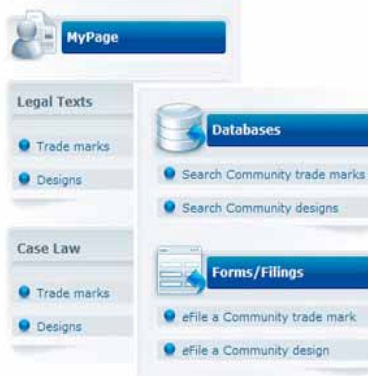 MyPage
Legal Texts
Trade marks
Designs
Case Law
Trade marks
Designs
Databases
Search Community trade marks
Search Community designs
Forms/Filings
eFile a Community trade mark
eFile a Community design